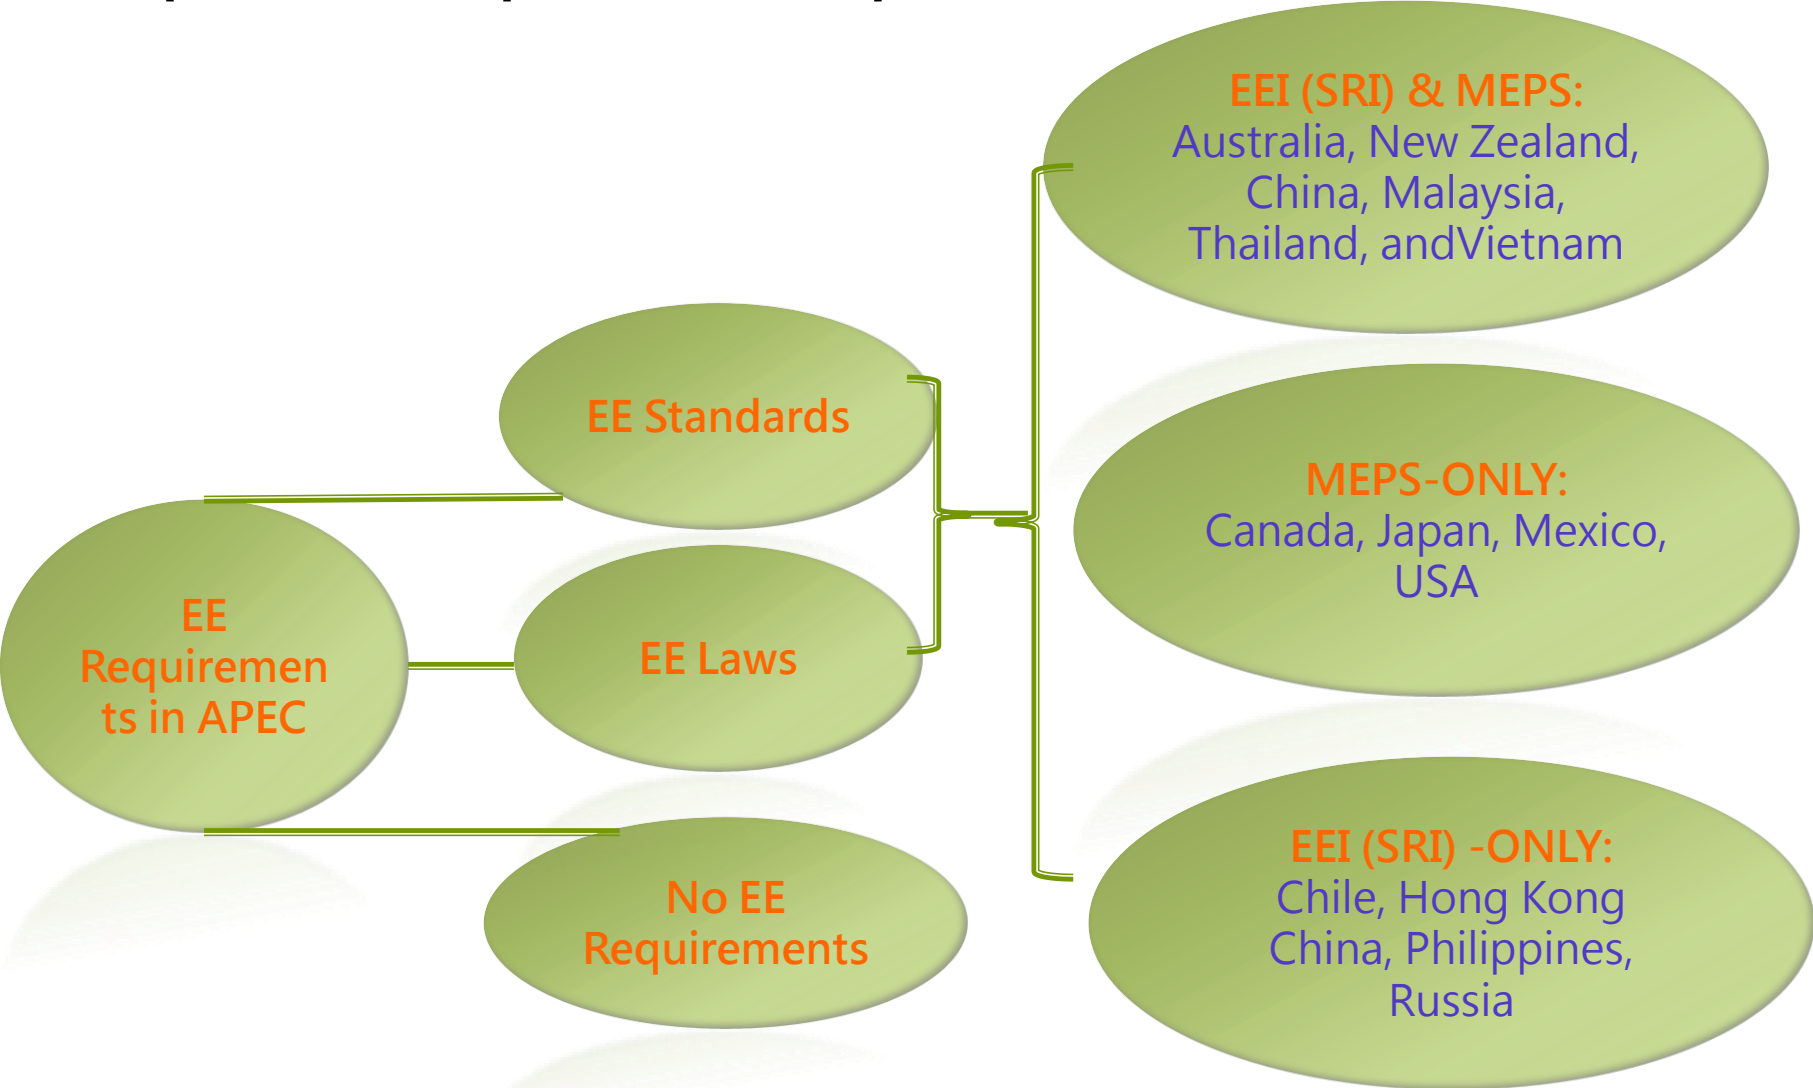 EE
Requiremen
ts in APEC
EE Standards
EE Laws
No EE
Requirements
EEI (SRI) & MEPS:
Australia, New Zealand,
China, Malaysia,
Thailand, andVietnam
MEPS-ONLY:
Canada, Japan, Mexico,
USA
EEI (SRI) -ONLY:
Chile, Hong Kong
China, Philippines,
Russia